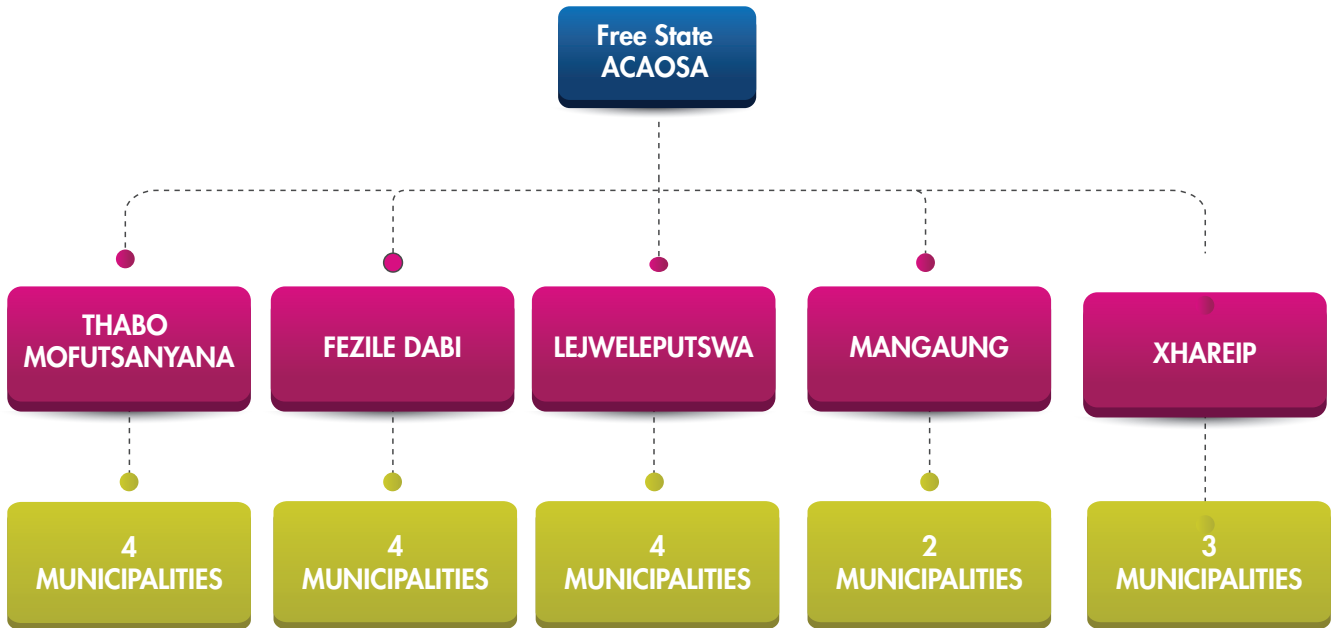 Free State
ACAOSA
THABO
MOFUTSANYANA
FEZILE DABI
LEJWELEPUTSWA
MANGAUNG
XHAREIP
4
MUNICIPALITIES
4
MUNICIPALITIES
4
MUNICIPALITIES
2
MUNICIPALITIES
3
MUNICIPALITIES